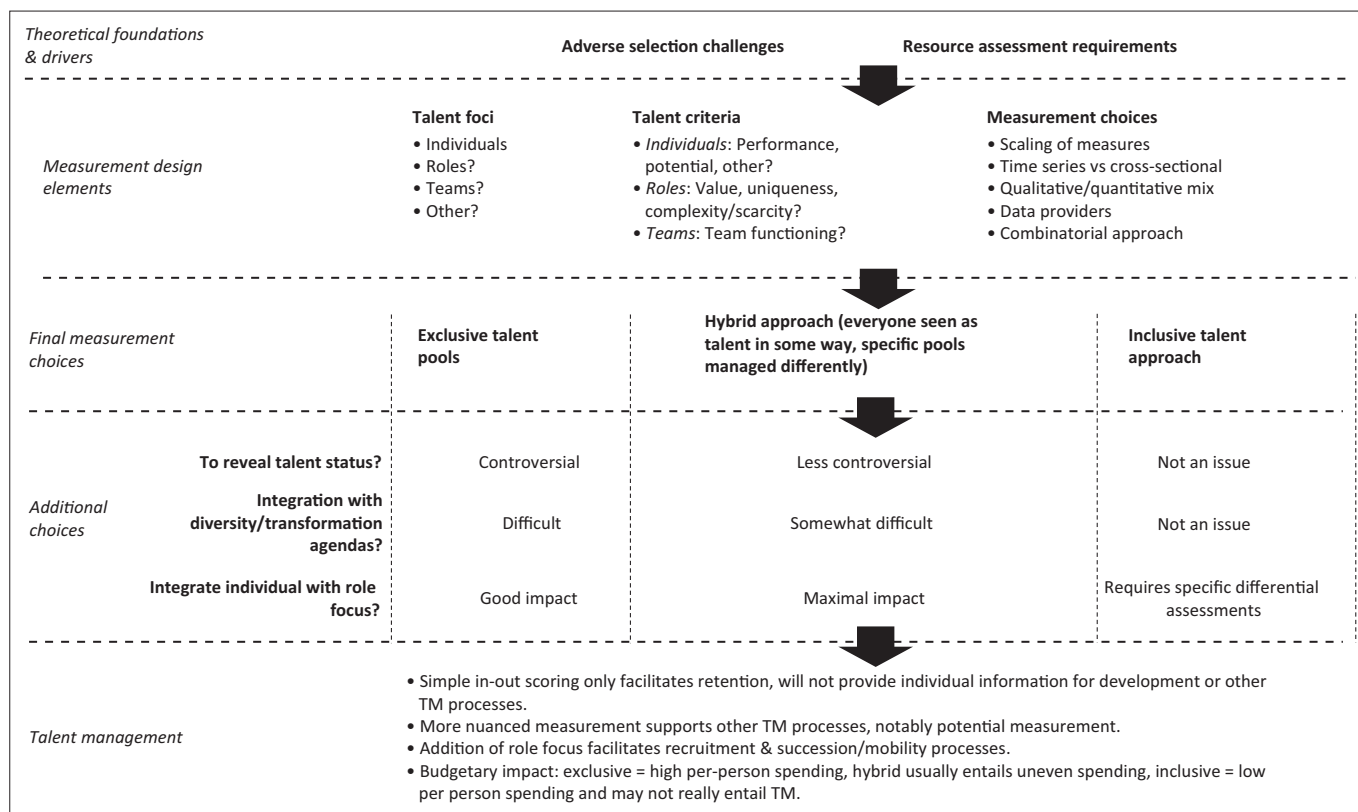 Theoretical foundations
& drivers
Adverse selection challenges
Resource assessment requirements
Measurement design
elements
Talent foci
• Individuals
• Roles?
• Teams?
• Other?
Talent criteria
• Individuals: Performance,
potential, other?
• Roles: Value, uniqueness,
complexity/scarcity?
• Teams: Team functioning?
Measurement choices
• Scaling of measures
• Time series vs cross-sectional
• Qualitative/quantitative mix
• Data providers
• Combinatorial approach
Final measurement
choices
Exclusive talent
pools
Hybrid approach (everyone seen as
talent in some way, specific pools
managed differently)
Inclusive talent
approach
Additional
choices
To reveal talent status?
Controversial
Less controversial
Not an issue
Integration with
diversity/transformation
agendas?
Difficult
Somewhat difficult
Not an issue
Integrate individual with role
focus?
Good impact
Maximal impact
Requires specific differential
assessments
Talent management
• Simple in-out scoring only facilitates retention, will not provide individual information for development or other
TM processes.
• More nuanced measurement supports other TM processes, notably potential measurement.
• Addition of role focus facilitates recruitment & succession/mobility processes.
• Budgetary impact: exclusive = high per-person spending, hybrid usually entails uneven spending, inclusive = low
per person spending and may not really entail TM.